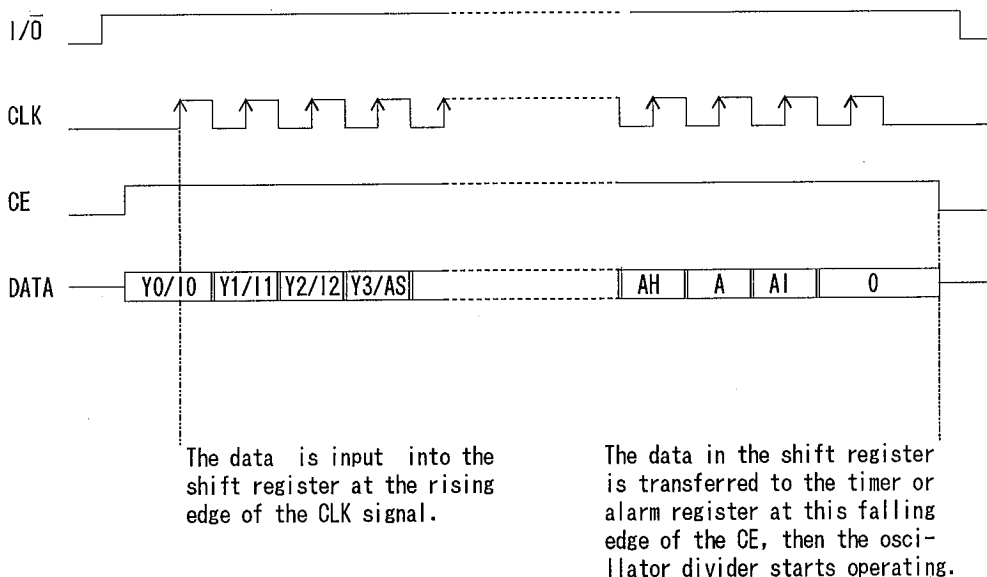 I/O̅
CLK
CE
DATA
Y0/I0 Y1/I1 Y2/I2 Y3/AS AH A AI 0
The data is input into the
shift register at the rising
edge of the CLK signal.
The data in the shift register
is transferred to the timer or
alarm register at this falling
edge of the CE, then the osci-
llator divider starts operating.